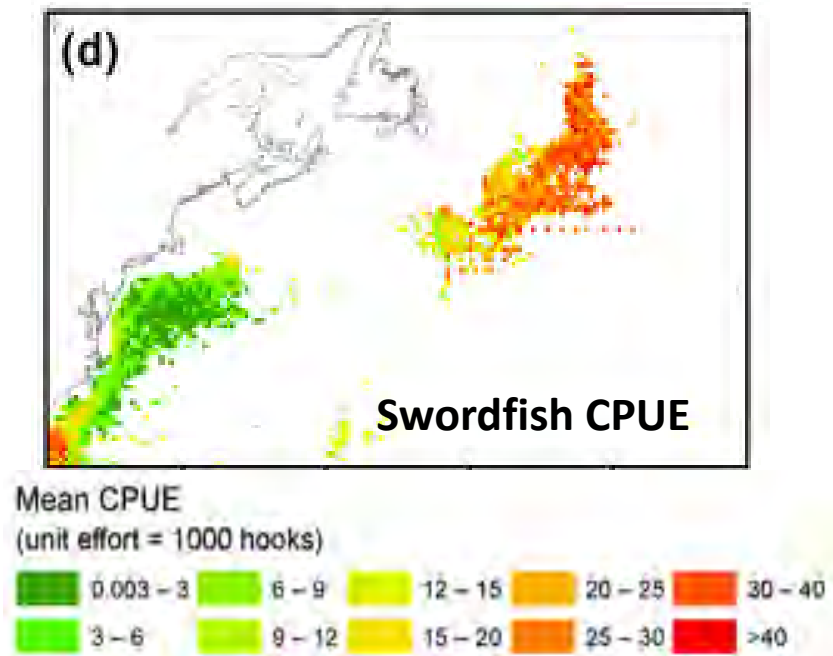 (d)
Swordfish CPUE
Mean CPUE
(unit effort = 1000 hooks)
0.003 – 3 6 – 9 12 – 15 20 – 25 30 – 40
3 – 6 9 – 12 15 – 20 25 – 30 >40